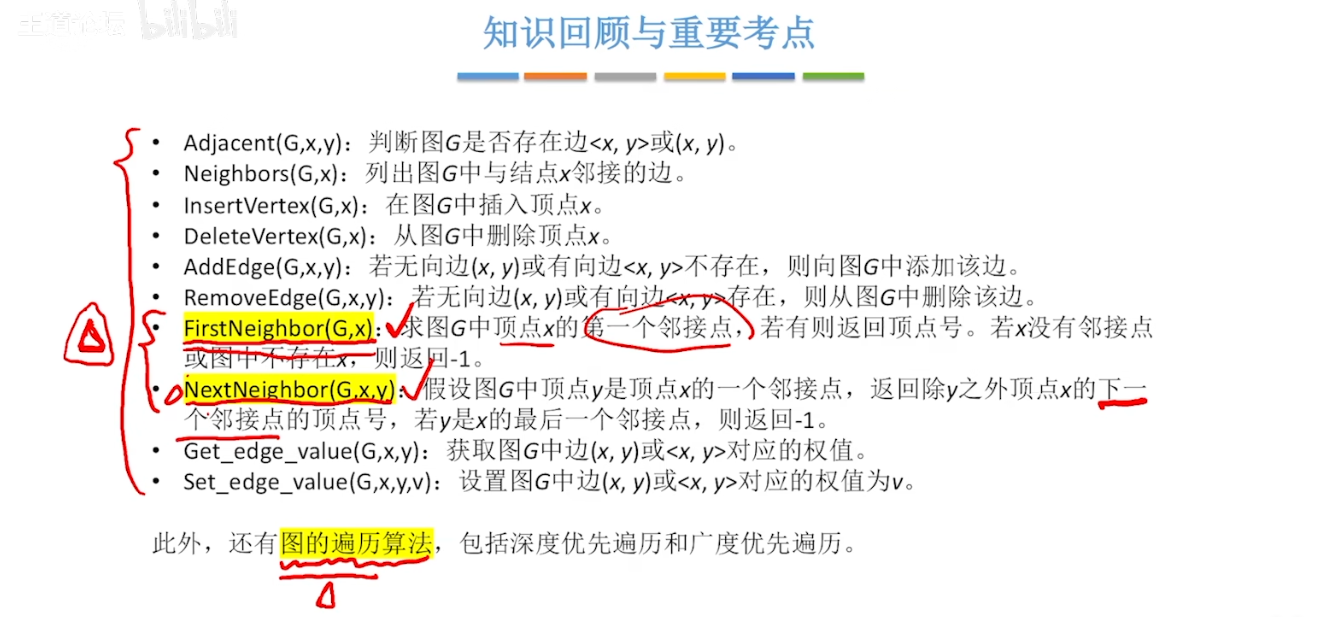 bilibili
知识回顾与重要考点
• Adjacent(G,x,y)：判断图G是否存在边<x, y>或(x, y)。
• Neighbors(G,x)：列出图G中与结点x邻接的边。
• InsertVertex(G,x)：在图G中插入顶点x。
• DeleteVertex(G,x)：从图G中删除顶点x。
• AddEdge(G,x,y)：若无向边(x, y)或有向边<x, y>不存在，则向图G中添加该边。
• RemoveEdge(G,x,y)：若无向边(x, y)或有向边<x, y>存在，则从图G中删除该边。
• FirstNeighbor(G,x)：求图G中顶点x的第一个邻接点，若有则返回顶点号。若x没有邻接点
或图中不存在x，则返回-1。
• NextNeighbor(G,x,y)：假设图G中顶点y是顶点x的一个邻接点，返回除y之外顶点x的下一
个邻接点的顶点号，若y是x的最后一个邻接点，则返回-1。
• Get_edge_value(G,x,y)：获取图G中边(x, y)或<x, y>对应的权值。
• Set_edge_value(G,x,y,v)：设置图G中边(x, y)或<x, y>对应的权值为v。
此外，还有图的遍历算法，包括深度优先遍历和广度优先遍历。